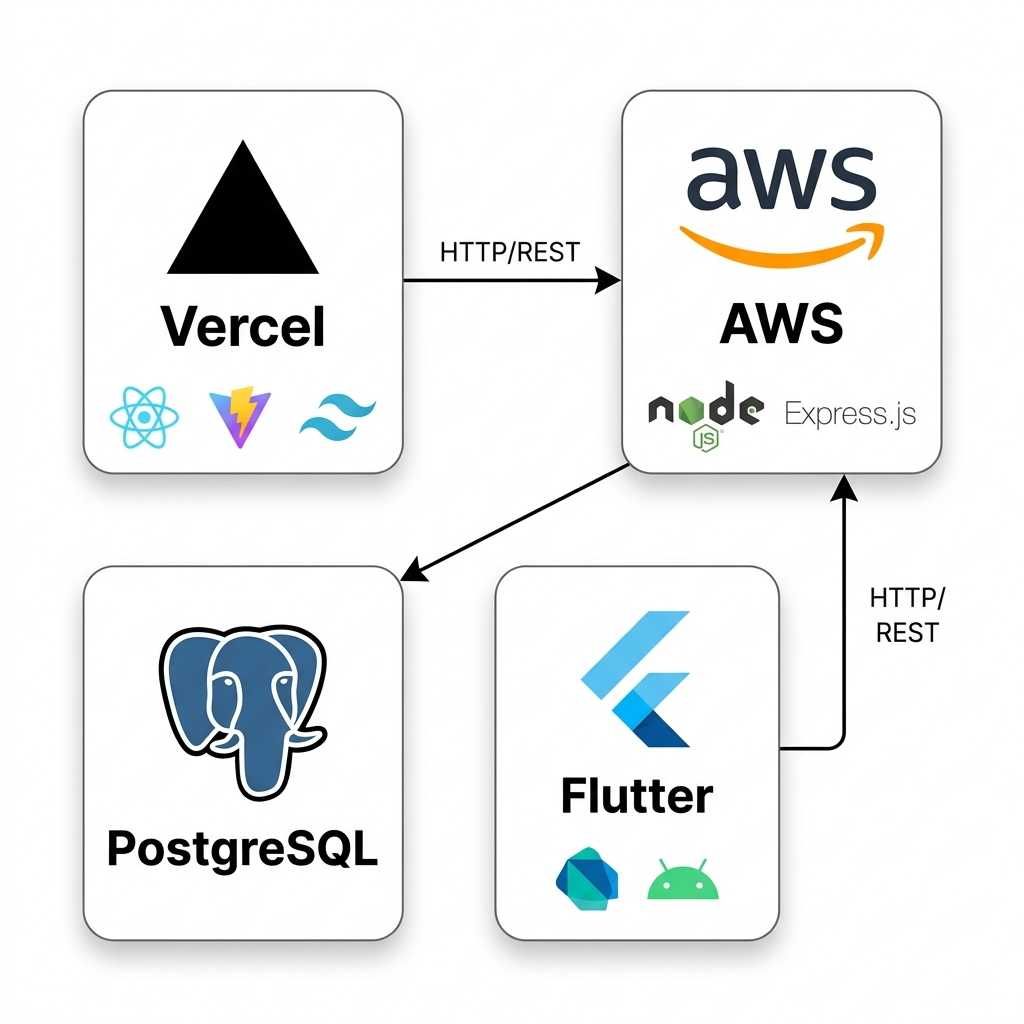 Vercel
HTTP/REST
aws
AWS
node
JS
Express.js
PostgreSQL
Flutter
HTTP/
REST